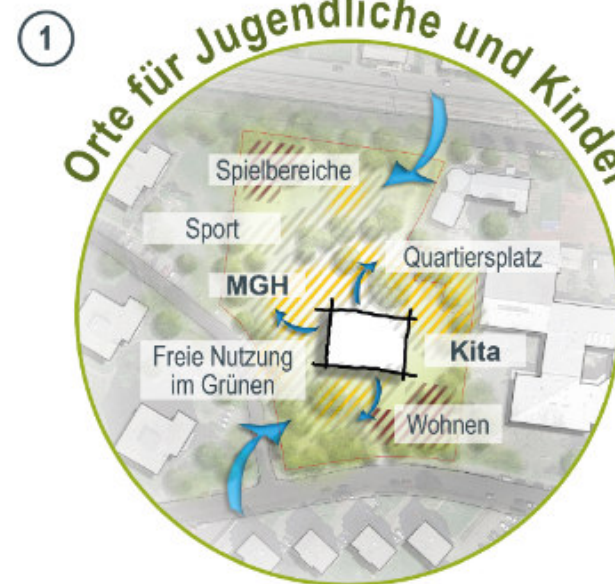 1
Orte für Jugendliche und Kinder
Spielbereiche
Sport
Quartiersplatz
MGH
Kita
Freie Nutzung
im Grünen
Wohnen